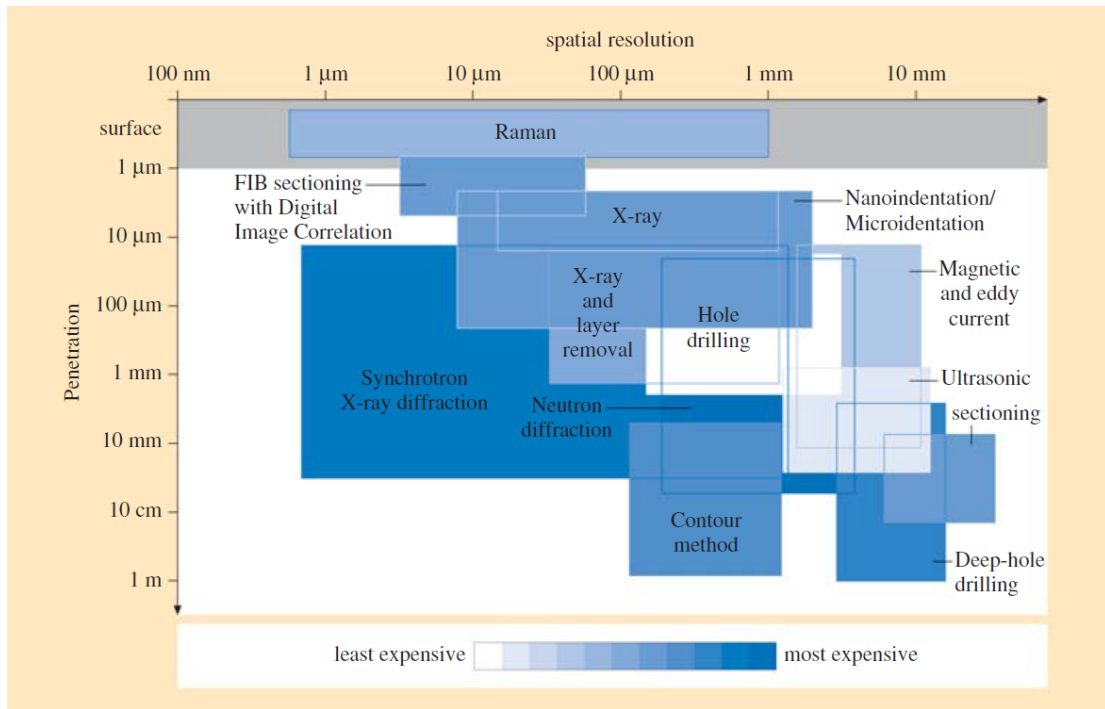 spatial resolution
100 nm 1 μm 10 μm 100 μm 1 mm 10 mm
surface
Raman
1 μm
FIB sectioning
with Digital
Image Correlation
X-ray
Nanoindentation/
Microidentation
10 μm
Magnetic
and eddy
current
X-ray
and
layer
removal
Hole
drilling
100 μm
Penetration
1 mm
Synchrotron
X-ray diffraction
Ultrasonic
Neutron
diffraction
sectioning
10 mm
10 cm
Contour
method
Deep-hole
drilling
1 m
least expensive most expensive